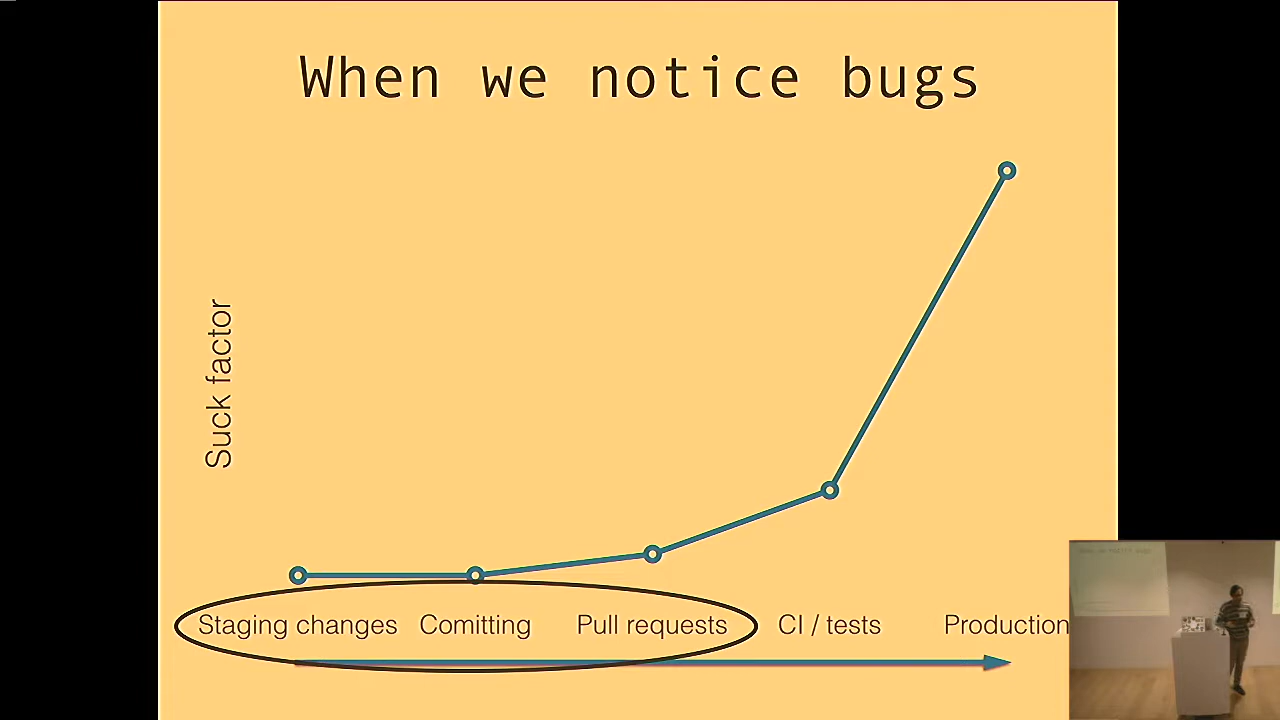 When we notice bugs
Suck factor
Staging changes
Comitting
Pull requests
CI / tests
Production